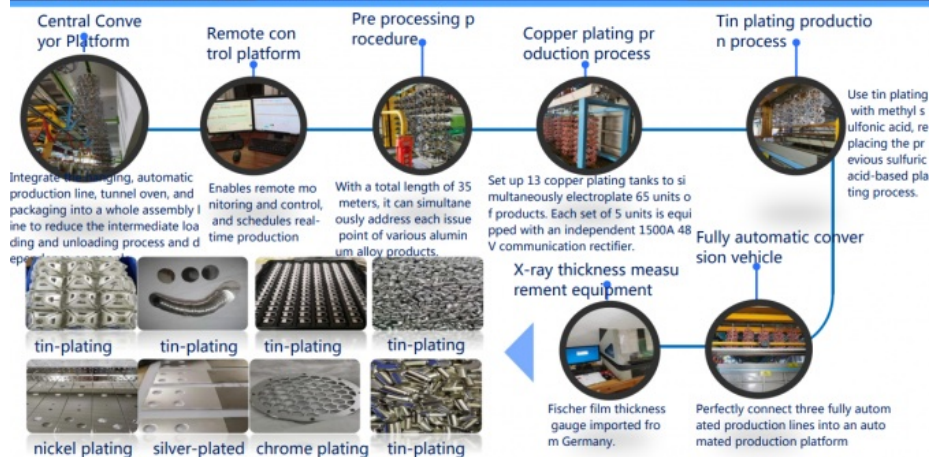 Central Conve
yor Platform
Remote con
trol platform
Pre processing p
rocedure
Copper plating pr
oduction process
Tin plating productio
n process
Integrate the hanging, automatic
production line, tunnel oven, and
packaging into a whole assembly l
ine to reduce the intermediate loa
ding and unloading process and d
Enables remote mo
nitoring and control,
and schedules real-
time production
With a total length of 35
meters, it can simultane
ously address each issue
point of various alumin
um alloy products.
Set up 13 copper plating tanks to si
multaneously electroplate 65 units o
f products. Each set of 5 units is equi
pped with an independent 1500A 48
V communication rectifier.
Use tin plating
with methyl s
ulfonic acid, re
placing the pr
evious sulfuric
acid-based pla
ting process.
Fully automatic conver
sion vehicle
X-ray thickness measu
rement equipment
Fischer film thickness
gauge imported fro
m Germany.
Perfectly connect three fully autom
ated production lines into an auto
mated production platform
tin-plating
tin-plating
tin-plating
tin-plating
nickel plating
silver-plated
chrome plating
tin-plating